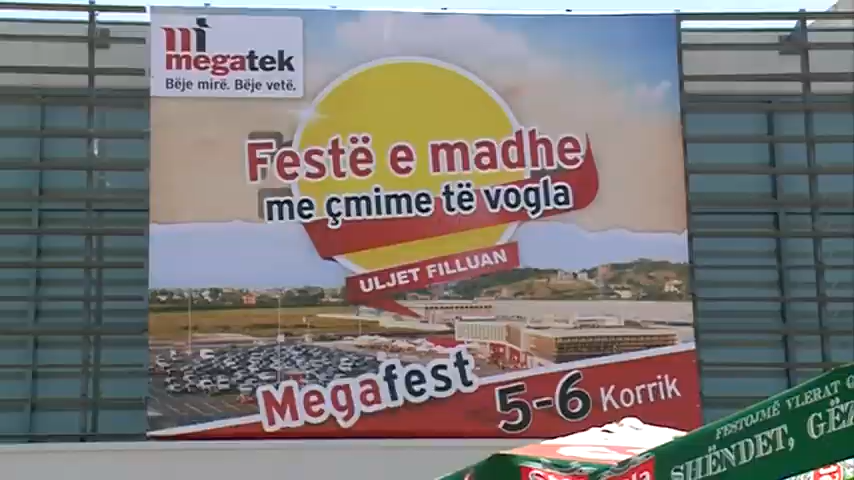 megatek
Bëje mirë. Bëje vetë.
Festë e madhe
me çmime të vogla
ULJET FILLUAN
Megafest
5-6 Korrik
FESTOJMË VLERAT
SHËNDET,